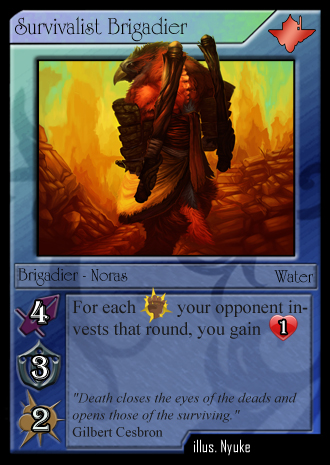 Survivalist Brigadier
Brigadier - Noras Water
4
For each your opponent in-
vests that round, you gain 1
3
2
"Death closes the eyes of the deads and
opens those of the surviving."
Gilbert Cesbron
illus. Nyuke